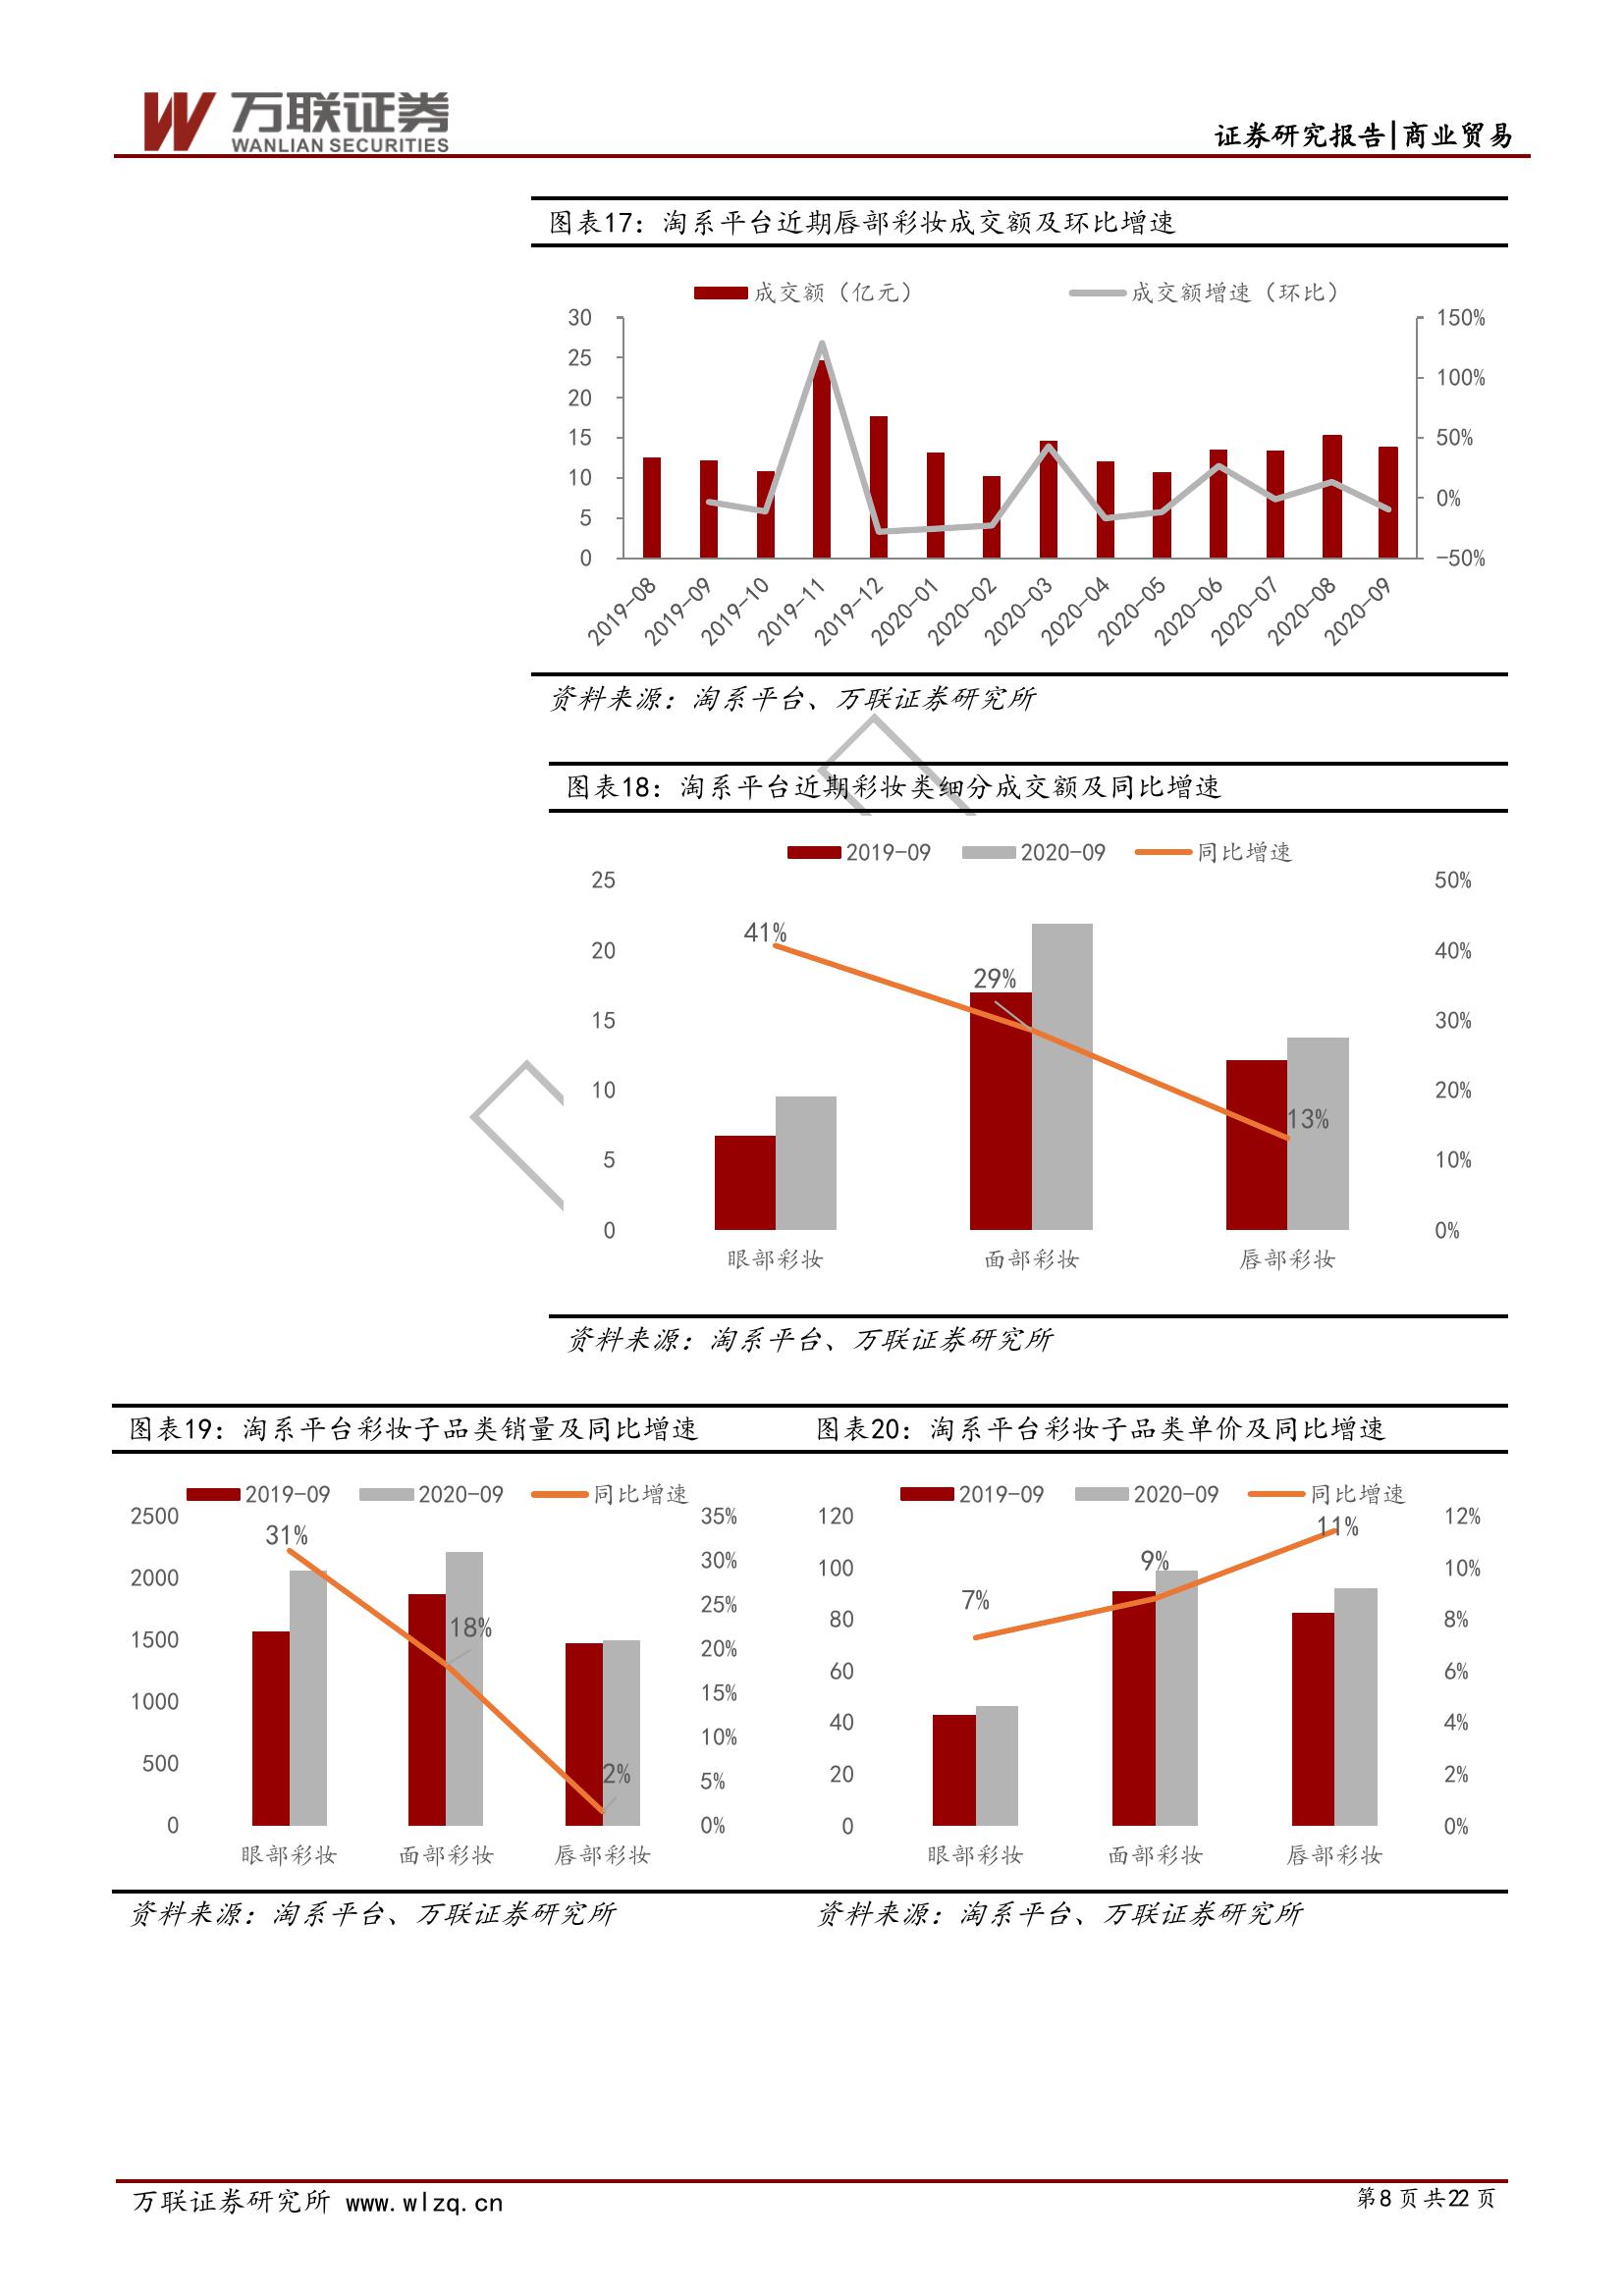 万联证券
WANLIAN SECURITIES
证券研究报告|商业贸易
图表17：淘系平台近期唇部彩妆成交额及环比增速
成交额（亿元） 成交额增速（环比）
30 150%
25
100%
20
15 50%
10
0%
5
0 -50%
2019-08 2019-09 2019-10 2019-11 2019-12 2020-01 2020-02 2020-03 2020-04 2020-05 2020-06 2020-07 2020-08 2020-09
资料来源：淘系平台、万联证券研究所
图表18：淘系平台近期彩妆类细分成交额及同比增速
2019-09 2020-09 同比增速
25 50%
41%
20 40%
29%
15 30%
10 20%
13%
5 10%
0 0%
眼部彩妆 面部彩妆 唇部彩妆
资料来源：淘系平台、万联证券研究所
图表19：淘系平台彩妆子品类销量及同比增速
2019-09 2020-09 同比增速
2500 35%
31%
2000 30%
25%
18%
1500 20%
1000 15%
10%
500 2% 5%
0 0%
眼部彩妆 面部彩妆 唇部彩妆
资料来源：淘系平台、万联证券研究所
图表20：淘系平台彩妆子品类单价及同比增速
2019-09 2020-09 同比增速
120 11% 12%
9%
100 10%
7%
80 8%
60 6%
40 4%
20 2%
0 0%
眼部彩妆 面部彩妆 唇部彩妆
资料来源：淘系平台、万联证券研究所
万联证券研究所 www.wlzq.cn 第8页共22页